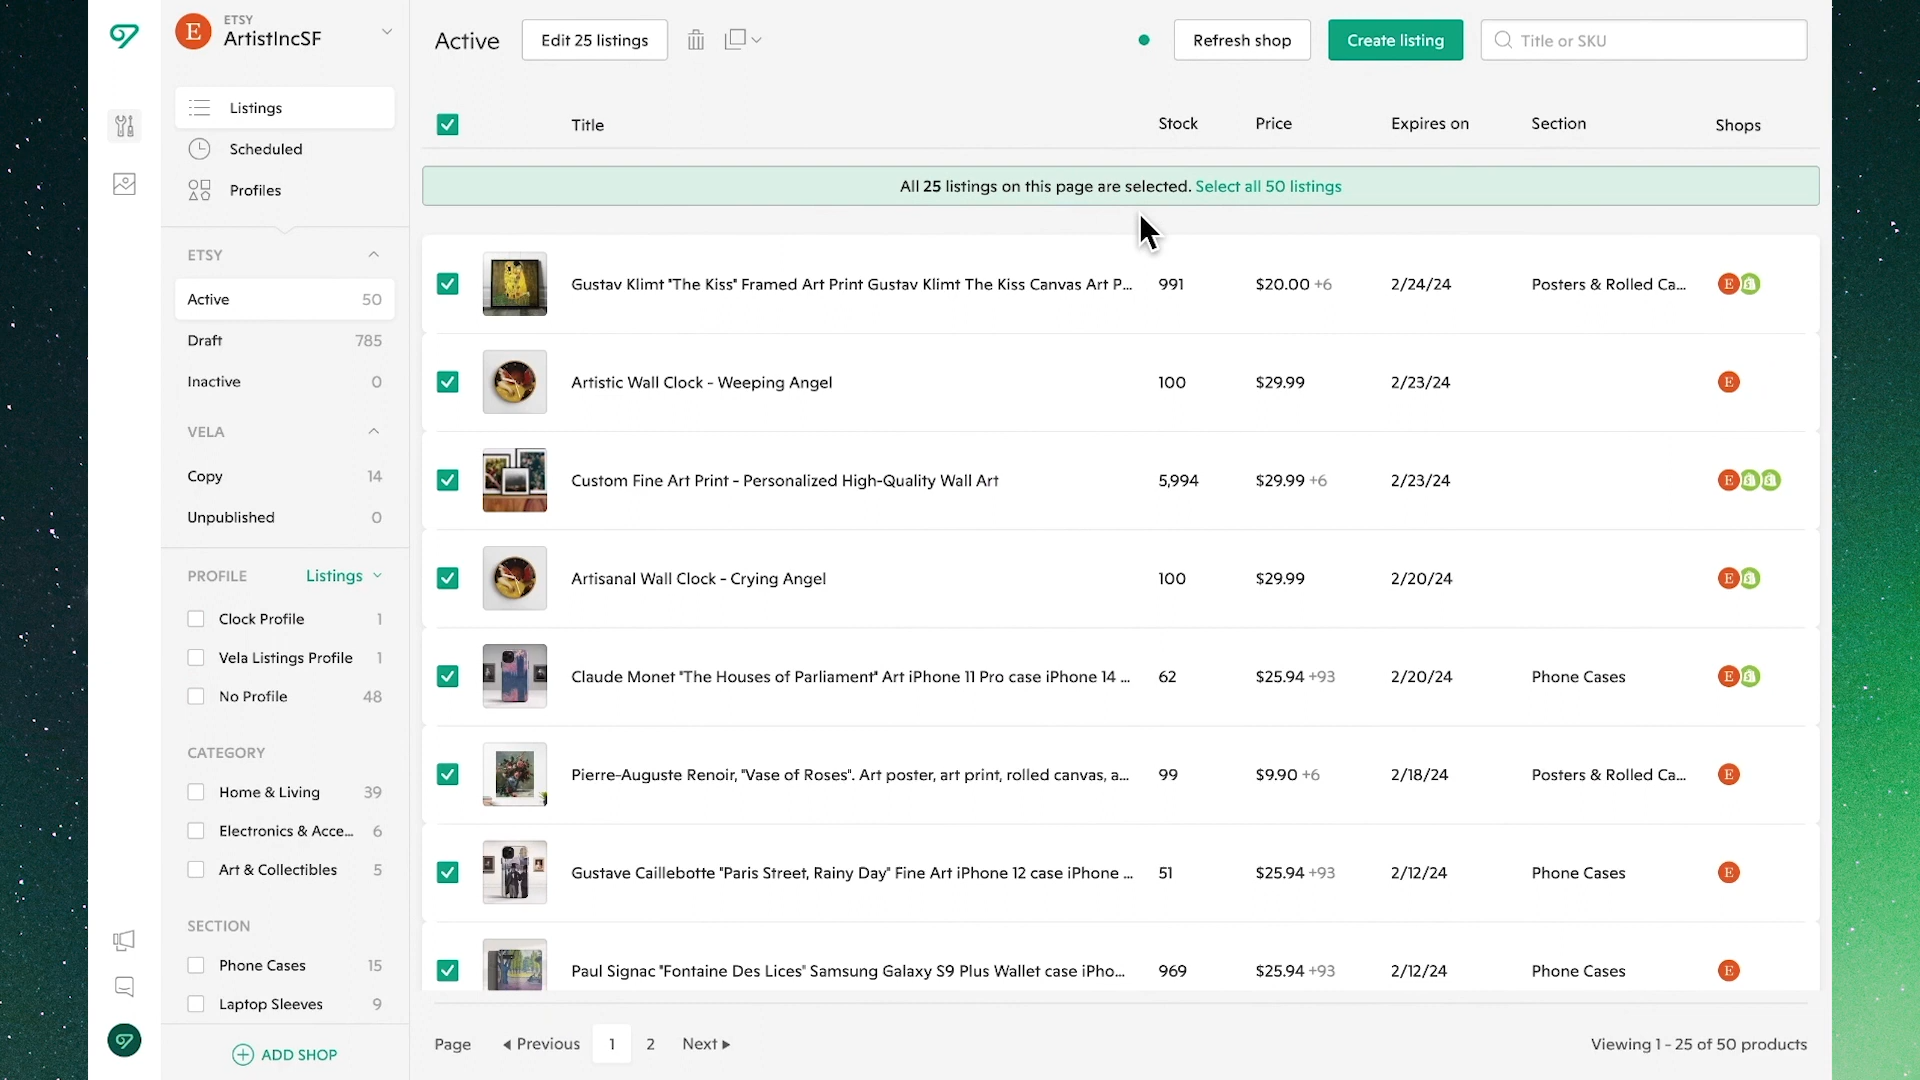 ETSY
E ArtistIncSF
Listings
Scheduled
Profiles
ETSY
Active 50
Draft 785
Inactive 0
VELA
Copy 14
Unpublished 0
PROFILE Listings
Clock Profile 1
Vela Listings Profile 1
No Profile 48
CATEGORY
Home & Living 39
Electronics & Acce... 6
Art & Collectibles 5
SECTION
Phone Cases 15
Laptop Sleeves 9
ADD SHOP
Active Edit 25 listings Refresh shop Create listing Title or SKU
Title Stock Price Expires on Section Shops
All 25 listings on this page are selected. Select all 50 listings
Gustav Klimt "The Kiss" Framed Art Print Gustav Klimt The Kiss Canvas Art P... 991 $20.00 +6 2/24/24 Posters & Rolled Ca... E
Artistic Wall Clock - Weeping Angel 100 $29.99 2/23/24 E
Custom Fine Art Print - Personalized High-Quality Wall Art 5,994 $29.99 +6 2/23/24 E
Artisanal Wall Clock - Crying Angel 100 $29.99 2/20/24 E
Claude Monet "The Houses of Parliament" Art iPhone 11 Pro case iPhone 14 ... 62 $25.94 +93 2/20/24 Phone Cases E
Pierre-Auguste Renoir, "Vase of Roses". Art poster, art print, rolled canvas, a... 99 $9.90 +6 2/18/24 Posters & Rolled Ca... E
Gustave Caillebotte "Paris Street, Rainy Day" Fine Art iPhone 12 case iPhone ... 51 $25.94 +93 2/12/24 Phone Cases E
Paul Signac "Fontaine Des Lices" Samsung Galaxy S9 Plus Wallet case iPho... 969 $25.94 +93 2/12/24 Phone Cases E
Page Previous 1 2 Next Viewing 1 - 25 of 50 products